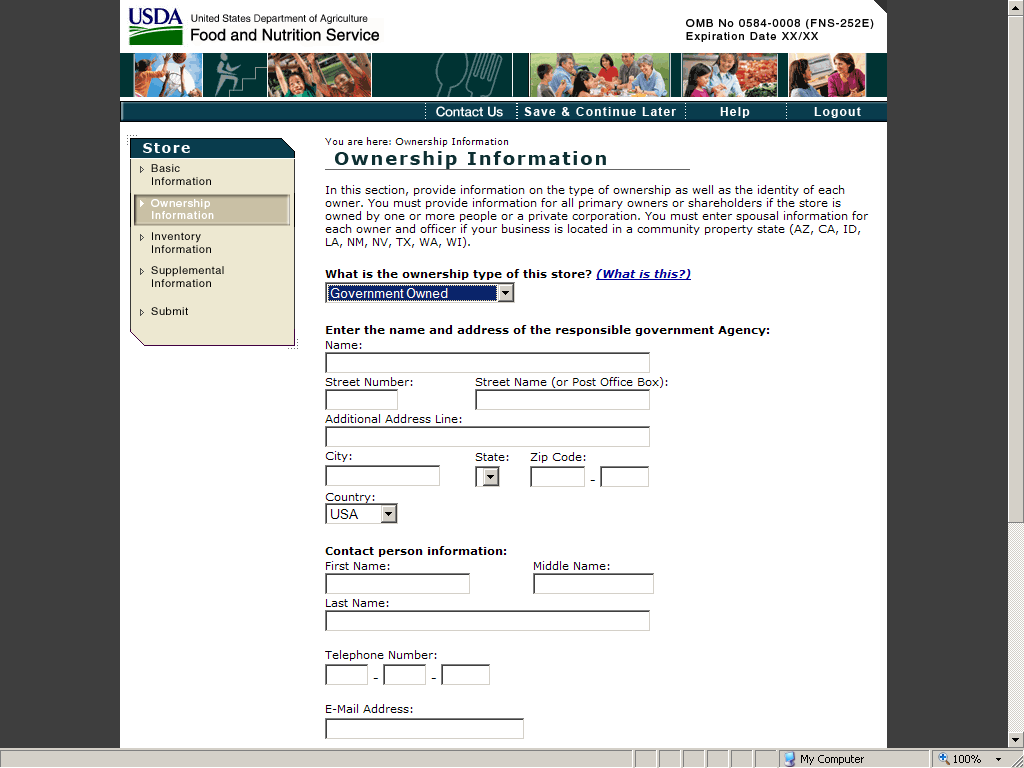 USDA
United States Department of Agriculture
Food and Nutrition Service
OMB No 0584-0008 (FNS-252E)
Expiration Date XX/XX
Contact Us
Save & Continue Later
Help
Logout
Store
Basic
Information
Ownership
Information
Inventory
Information
Supplemental
Information
Submit
You are here: Ownership Information
Ownership Information
In this section, provide information on the type of ownership as well as the identity of each
owner. You must provide information for all primary owners or shareholders if the store is
owned by one or more people or a private corporation. You must enter spousal information for
each owner and officer if your business is located in a community property state (AZ, CA, ID,
LA, NM, NV, TX, WA, WI).
What is the ownership type of this store? (What is this?)
Government Owned
Enter the name and address of the responsible government Agency:
Name:
Street Number:
Street Name (or Post Office Box):
Additional Address Line:
City:
State:
Zip Code:
-
Country:
USA
Contact person information:
First Name:
Middle Name:
Last Name:
Telephone Number:
- -
E-Mail Address:
My Computer
100%